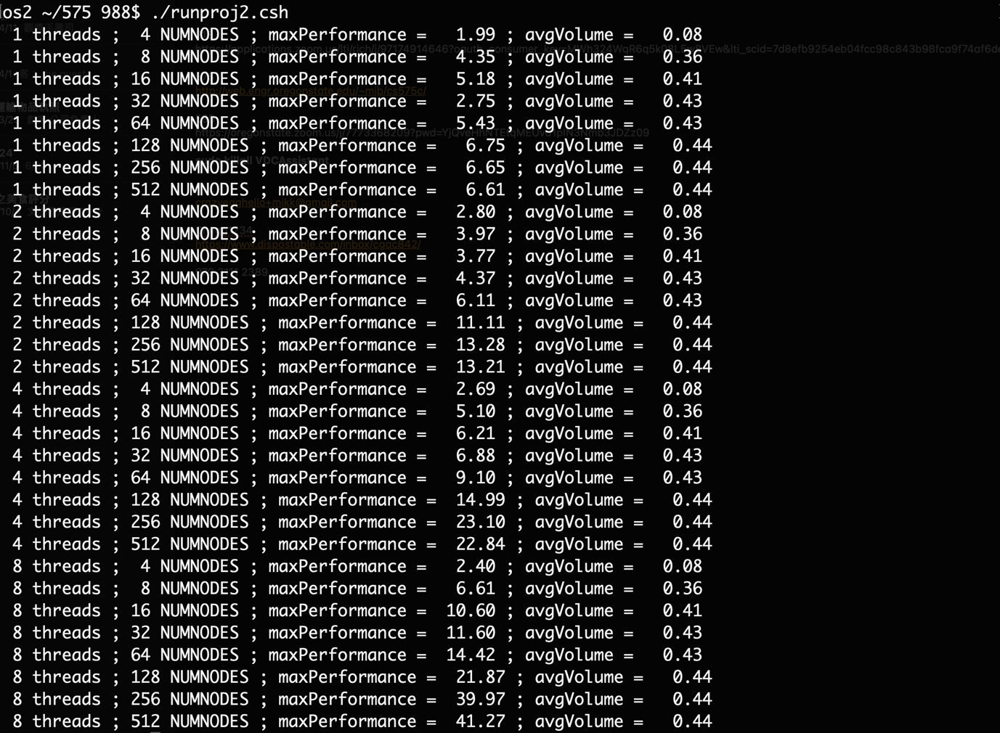 os2 ~/575 988$ ./runproj2.csh
1 threads ;  4 NUMNODES ; maxPerformance =   1.99 ; avgVolume =   0.08
1 threads ;  8 NUMNODES ; maxPerformance =   4.35 ; avgVolume =   0.36
1 threads ; 16 NUMNODES ; maxPerformance =   5.18 ; avgVolume =   0.41
http://web.engr.oregonstate.edu/~mjb/cs575c/
1 threads ; 32 NUMNODES ; maxPerformance =   2.75 ; avgVolume =   0.43
1 threads ; 64 NUMNODES ; maxPerformance =   5.43 ; avgVolume =   0.43
1 threads ; 128 NUMNODES ; maxPerformance =   6.75 ; avgVolume =   0.44
VDCAssistant
1 threads ; 256 NUMNODES ; maxPerformance =   6.65 ; avgVolume =   0.44
1 threads ; 512 NUMNODES ; maxPerformance =   6.61 ; avgVolume =   0.44
2 threads ;  4 NUMNODES ; maxPerformance =   2.80 ; avgVolume =   0.08
2 threads ;  8 NUMNODES ; maxPerformance =   3.97 ; avgVolume =   0.36
https://www.dispostable.com/inbox/cgac842/
2 threads ; 16 NUMNODES ; maxPerformance =   3.77 ; avgVolume =   0.41
2 threads ; 32 NUMNODES ; maxPerformance =   4.37 ; avgVolume =   0.43
2 threads ; 64 NUMNODES ; maxPerformance =   6.11 ; avgVolume =   0.43
2 threads ; 128 NUMNODES ; maxPerformance =  11.11 ; avgVolume =   0.44
2 threads ; 256 NUMNODES ; maxPerformance =  13.28 ; avgVolume =   0.44
2 threads ; 512 NUMNODES ; maxPerformance =  13.21 ; avgVolume =   0.44
4 threads ;  4 NUMNODES ; maxPerformance =   2.69 ; avgVolume =   0.08
4 threads ;  8 NUMNODES ; maxPerformance =   5.10 ; avgVolume =   0.36
4 threads ; 16 NUMNODES ; maxPerformance =   6.21 ; avgVolume =   0.41
4 threads ; 32 NUMNODES ; maxPerformance =   6.88 ; avgVolume =   0.43
4 threads ; 64 NUMNODES ; maxPerformance =   9.10 ; avgVolume =   0.43
4 threads ; 128 NUMNODES ; maxPerformance =  14.99 ; avgVolume =   0.44
4 threads ; 256 NUMNODES ; maxPerformance =  23.10 ; avgVolume =   0.44
4 threads ; 512 NUMNODES ; maxPerformance =  22.84 ; avgVolume =   0.44
8 threads ;  4 NUMNODES ; maxPerformance =   2.40 ; avgVolume =   0.08
8 threads ;  8 NUMNODES ; maxPerformance =   6.61 ; avgVolume =   0.36
8 threads ; 16 NUMNODES ; maxPerformance =  10.60 ; avgVolume =   0.41
8 threads ; 32 NUMNODES ; maxPerformance =  11.60 ; avgVolume =   0.43
8 threads ; 64 NUMNODES ; maxPerformance =  14.42 ; avgVolume =   0.43
8 threads ; 128 NUMNODES ; maxPerformance =  21.87 ; avgVolume =   0.44
8 threads ; 256 NUMNODES ; maxPerformance =  39.97 ; avgVolume =   0.44
8 threads ; 512 NUMNODES ; maxPerformance =  41.27 ; avgVolume =   0.44